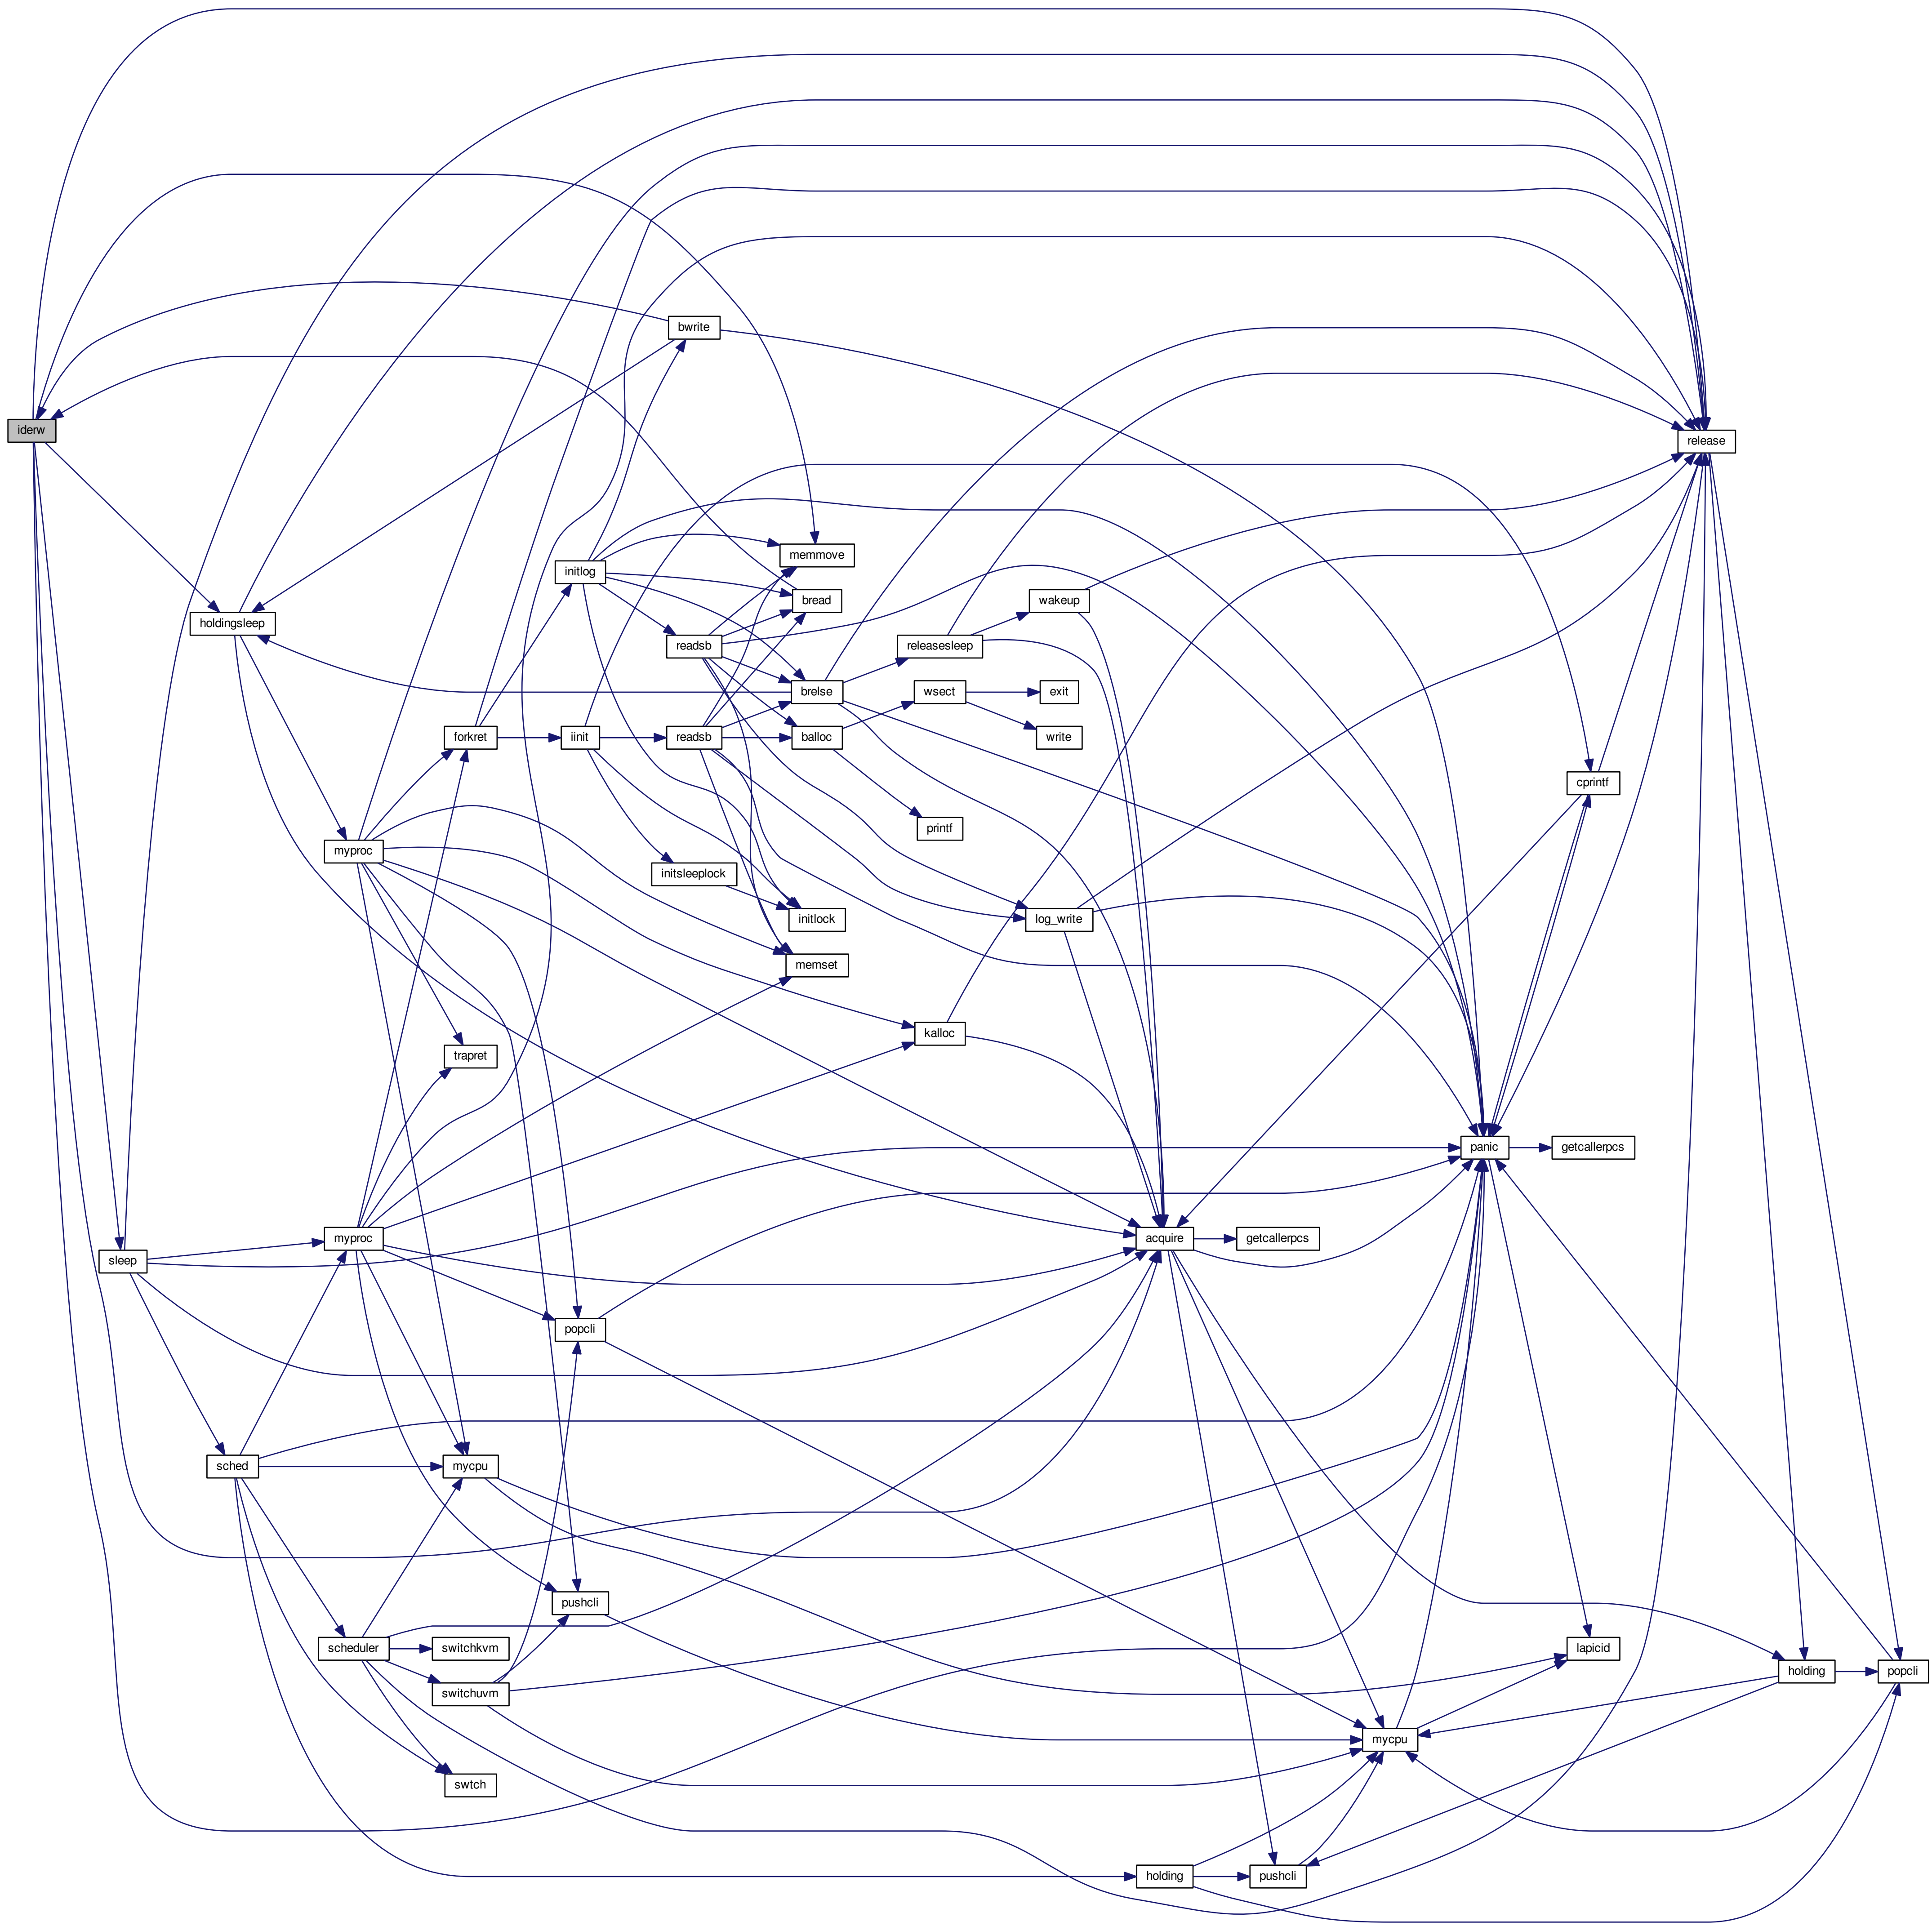 bwrite
iderw
release
memmove
initlog
bread
wakeup
holdingsleep
readsb
releasesleep
brelse
wsect
exit
forkret
iinit
readsb
balloc
write
cprintf
printf
myproc
initsleeplock
initlock
log_write
memset
kalloc
trapret
panic
getcallerpcs
myproc
acquire
getcallerpcs
sleep
popcli
sched
mycpu
pushcli
scheduler
switchkvm
lapicid
holding
popcli
switchuvm
mycpu
swtch
holding
pushcli